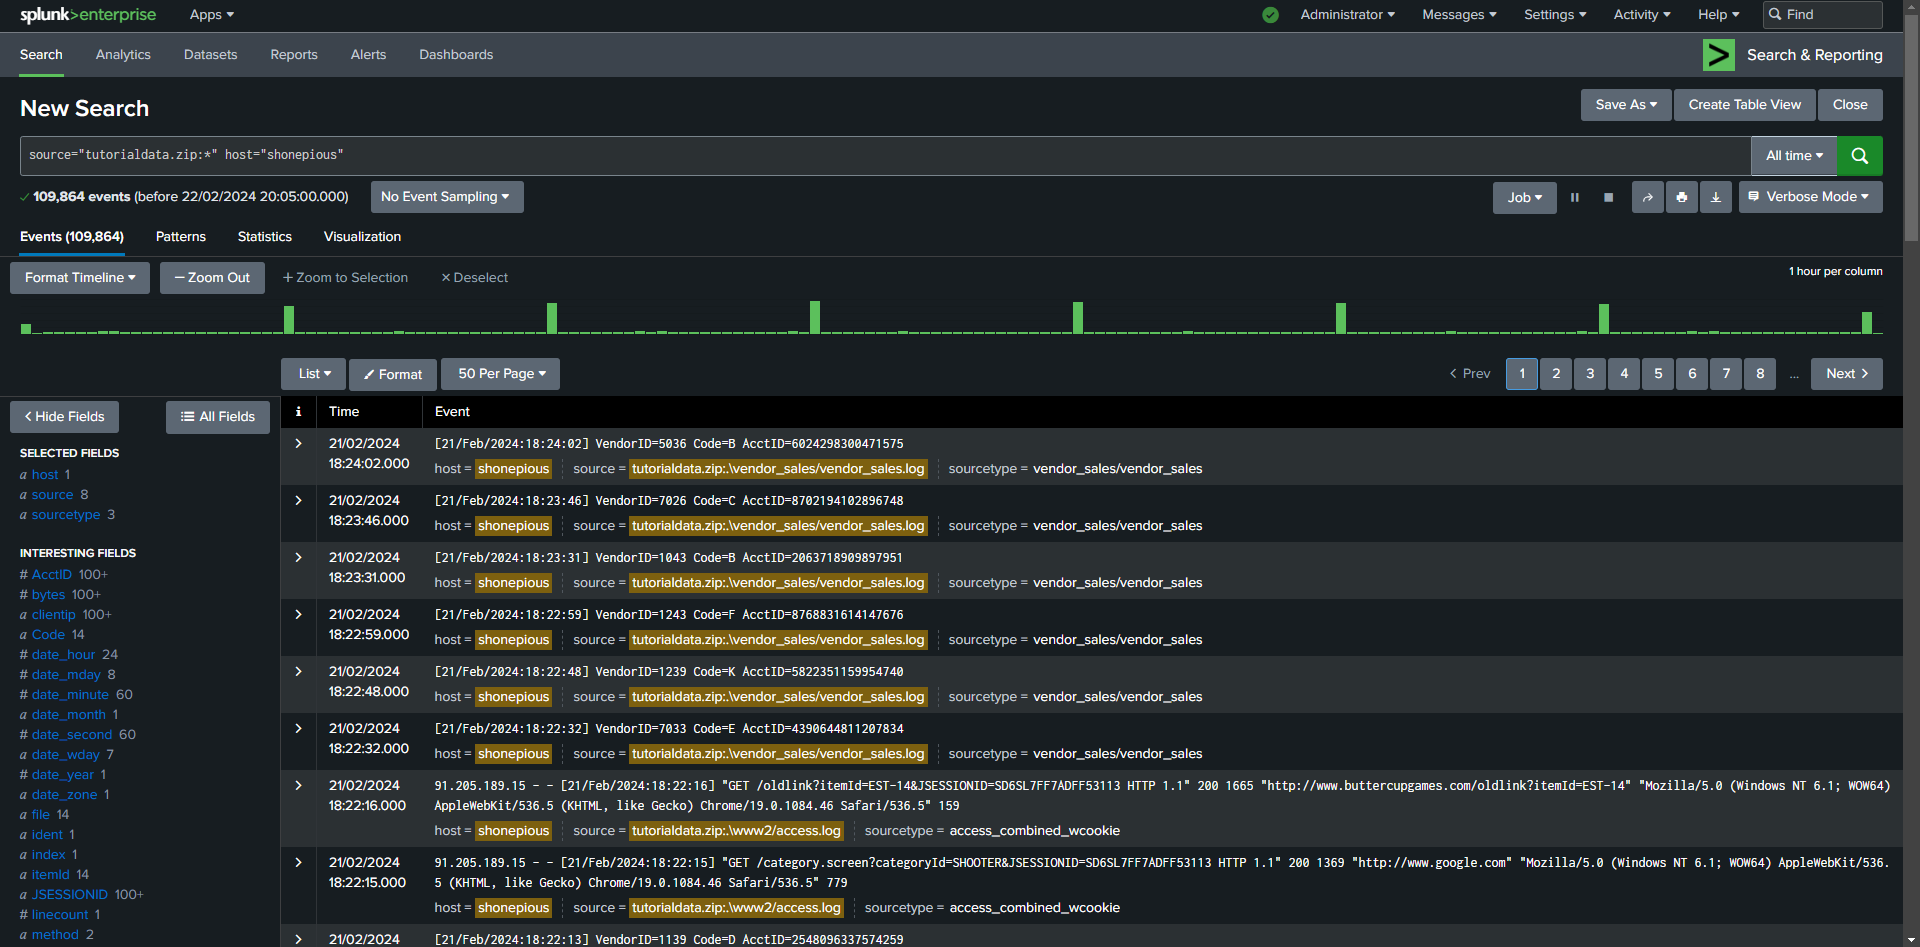 splunk>enterprise Apps Administrator Messages Settings Activity Help Find
Search Analytics Datasets Reports Alerts Dashboards Search & Reporting
New Search Save As Create Table View Close
source="tutorialdata.zip:*" host="shonepious" All time
109,864 events (before 22/02/2024 20:05:00.000) No Event Sampling Job Verbose Mode
Events (109,864) Patterns Statistics Visualization
Format Timeline — Zoom Out + Zoom to Selection × Deselect 1 hour per column
List Format 50 Per Page < Prev 1 2 3 4 5 6 7 8 ... Next >
< Hide Fields All Fields
SELECTED FIELDS
a host 1
a source 8
a sourcetype 3
INTERESTING FIELDS
# AcctID 100+
# bytes 100+
a clientip 100+
a Code 14
# date_hour 24
# date_mday 8
# date_minute 60
a date_month 1
# date_second 60
a date_wday 7
# date_year 1
a date_zone 1
a file 14
a ident 1
a index 1
a itemId 14
a JSESSIONID 100+
# linecount 1
a method 2
i Time Event
21/02/2024 18:24:02.000
[21/Feb/2024:18:24:02] VendorID=5036 Code=B AcctID=6024298300471575
host = shonepious source = tutorialdata.zip:.\vendor_sales/vendor_sales.log sourcetype = vendor_sales/vendor_sales
21/02/2024 18:23:46.000
[21/Feb/2024:18:23:46] VendorID=7026 Code=C AcctID=8702194102896748
host = shonepious source = tutorialdata.zip:.\vendor_sales/vendor_sales.log sourcetype = vendor_sales/vendor_sales
21/02/2024 18:23:31.000
[21/Feb/2024:18:23:31] VendorID=1043 Code=B AcctID=2063718909897951
host = shonepious source = tutorialdata.zip:.\vendor_sales/vendor_sales.log sourcetype = vendor_sales/vendor_sales
21/02/2024 18:22:59.000
[21/Feb/2024:18:22:59] VendorID=1243 Code=F AcctID=8768831614147676
host = shonepious source = tutorialdata.zip:.\vendor_sales/vendor_sales.log sourcetype = vendor_sales/vendor_sales
21/02/2024 18:22:48.000
[21/Feb/2024:18:22:48] VendorID=1239 Code=K AcctID=5822351159954740
host = shonepious source = tutorialdata.zip:.\vendor_sales/vendor_sales.log sourcetype = vendor_sales/vendor_sales
21/02/2024 18:22:32.000
[21/Feb/2024:18:22:32] VendorID=7033 Code=E AcctID=4390644811207834
host = shonepious source = tutorialdata.zip:.\vendor_sales/vendor_sales.log sourcetype = vendor_sales/vendor_sales
21/02/2024 18:22:16.000
91.205.189.15 - - [21/Feb/2024:18:22:16] "GET /oldlink?itemId=EST-14&JSESSIONID=SD6SL7FF7ADFF53113 HTTP 1.1" 200 1665 "http://www.buttercupgames.com/oldlink?itemId=EST-14" "Mozilla/5.0 (Windows NT 6.1; WOW64)
AppleWebKit/536.5 (KHTML, like Gecko) Chrome/19.0.1084.46 Safari/536.5" 159
host = shonepious source = tutorialdata.zip:.\www2/access.log sourcetype = access_combined_wcookie
21/02/2024 18:22:15.000
91.205.189.15 - - [21/Feb/2024:18:22:15] "GET /category.screen?categoryId=SHOOTER&JSESSIONID=SD6SL7FF7ADFF53113 HTTP 1.1" 200 1369 "http://www.google.com" "Mozilla/5.0 (Windows NT 6.1; WOW64) AppleWebKit/536.
5 (KHTML, like Gecko) Chrome/19.0.1084.46 Safari/536.5" 779
host = shonepious source = tutorialdata.zip:.\www2/access.log sourcetype = access_combined_wcookie
21/02/2024
[21/Feb/2024:18:22:13] VendorID=1139 Code=D AcctID=2548096337574259